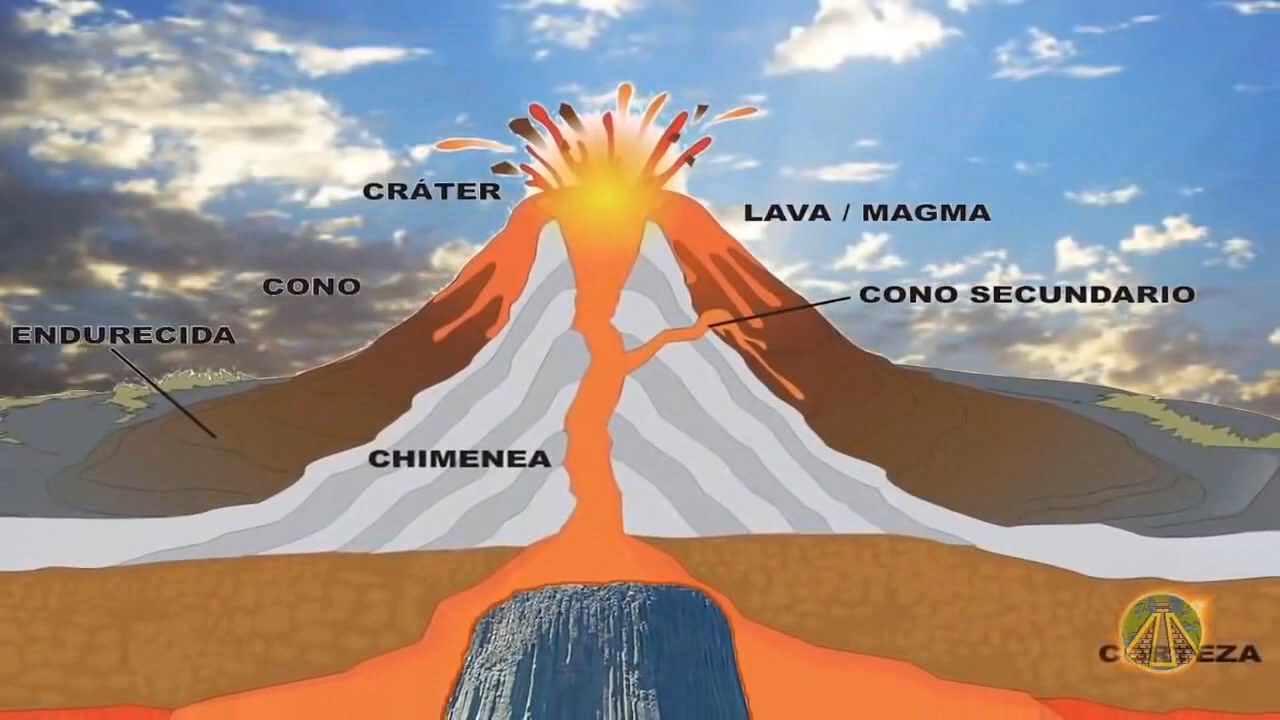 CRÁTER
LAVA / MAGMA
CONO
CONO SECUNDARIO
ENDURECIDA
CHIMENEA